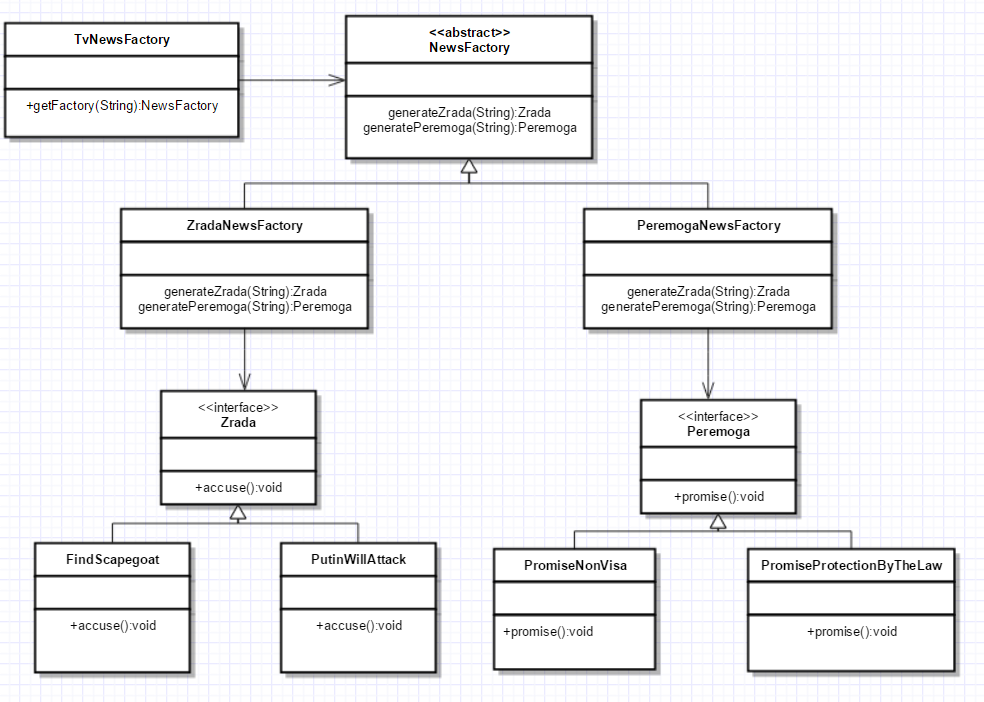 TvNewsFactory
+getFactory(String):NewsFactory
<<abstract>>
NewsFactory
generateZrada(String):Zrada
generatePeremoga(String):Peremoga
ZradaNewsFactory
generateZrada(String):Zrada
generatePeremoga(String):Peremoga
PeremogaNewsFactory
generateZrada(String):Zrada
generatePeremoga(String):Peremoga
<<interface>>
Zrada
+accuse():void
<<interface>>
Peremoga
+promise():void
FindScapegoat
+accuse():void
PutinWillAttack
+accuse():void
PromiseNonVisa
+promise():void
PromiseProtectionByTheLaw
+promise():void